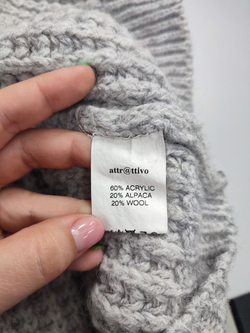 attr@ttivo
60% ACRYLIC
20% ALPACA
20% WOOL